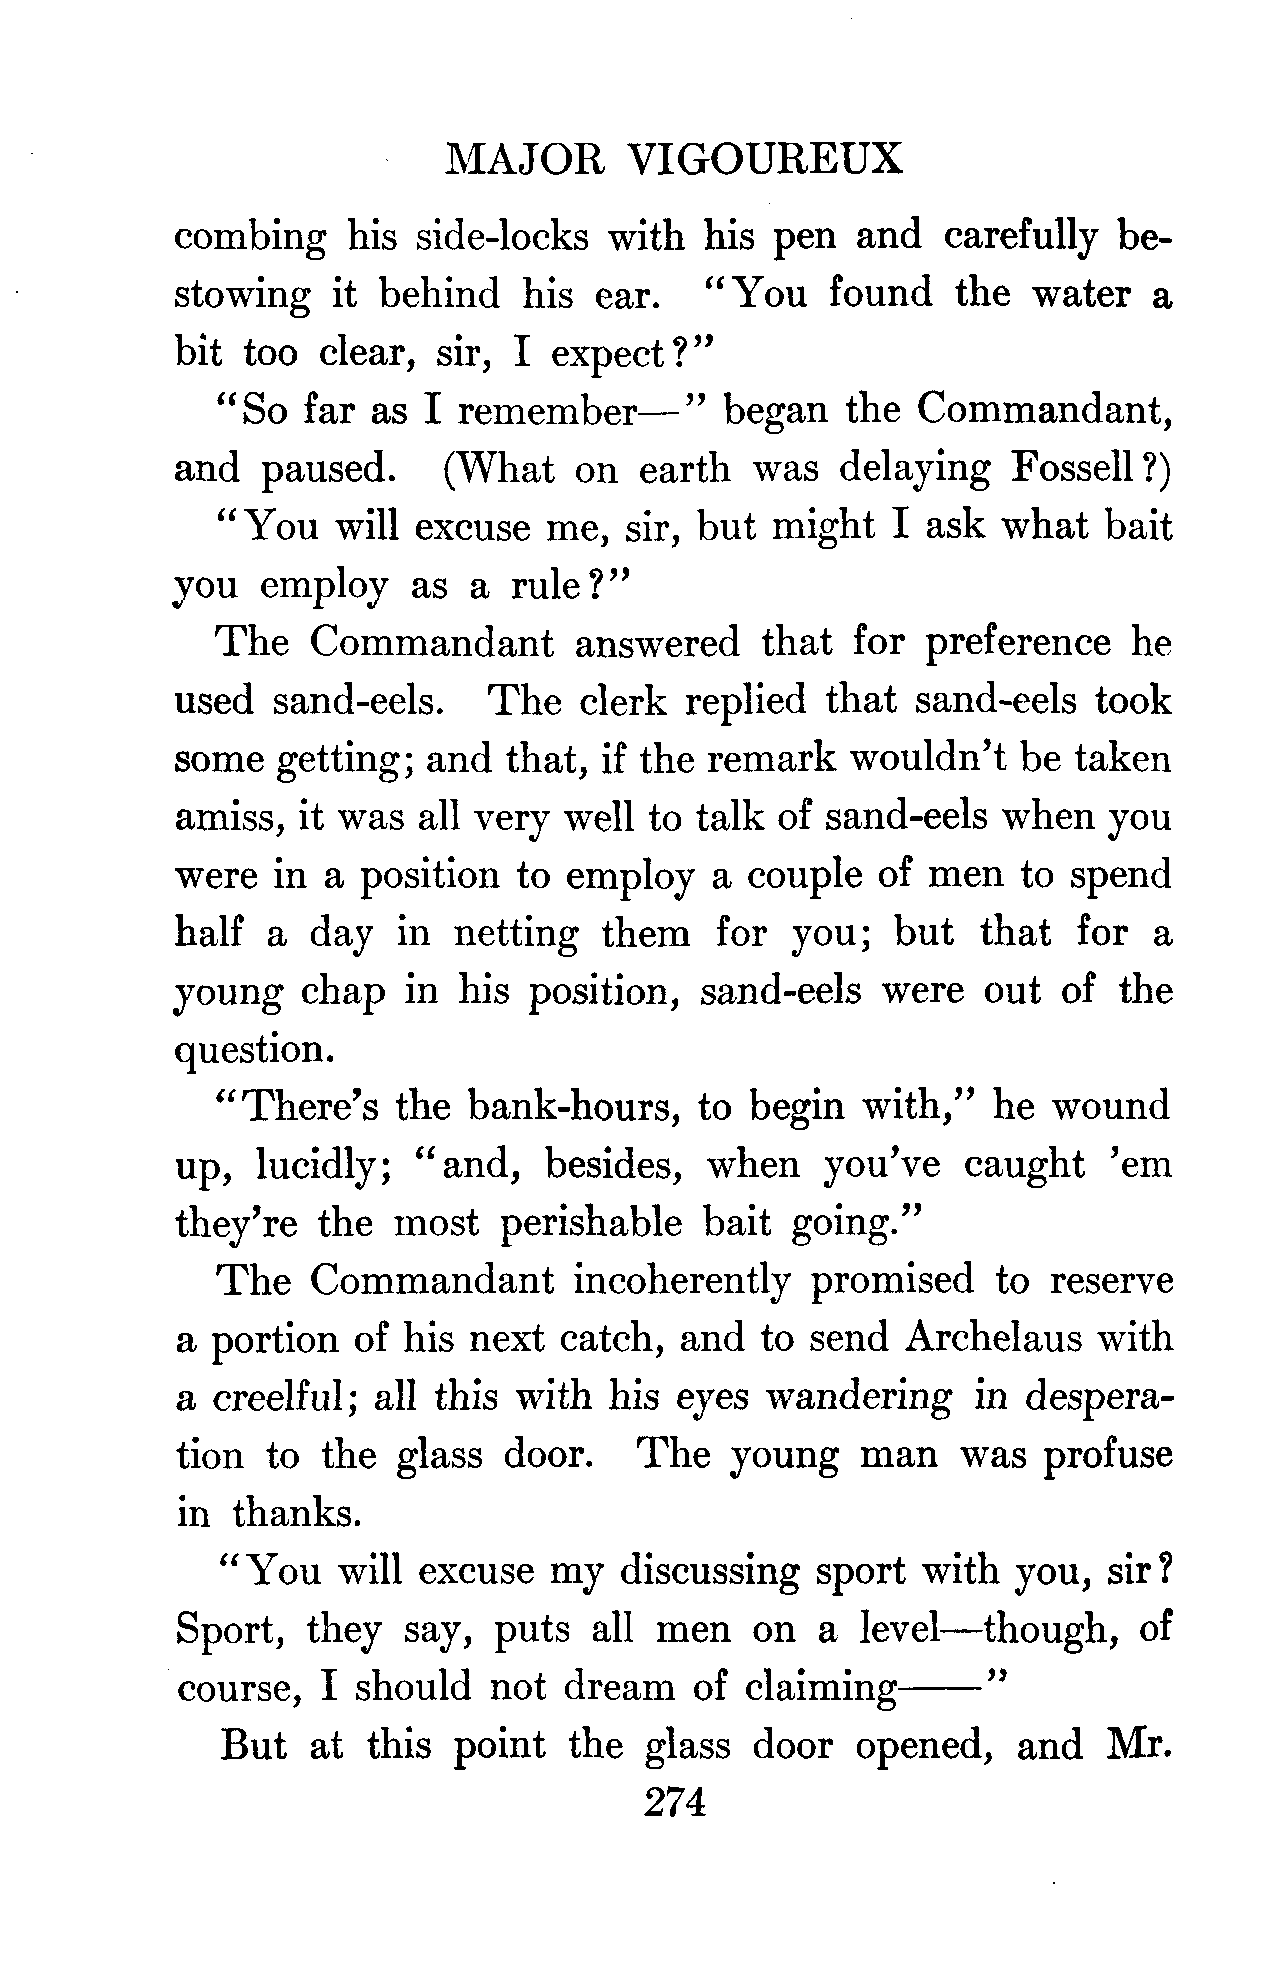 MAJOR VIGOUREUX
combing his side-locks with his pen and carefully be-
stowing it behind his ear. "You found the water a
bit too clear, sir, I expect?"
"So far as I remember—" began the Commandant,
and paused. (What on earth was delaying Fossell?)
"You will excuse me, sir, but might I ask what bait
you employ as a rule?"
The Commandant answered that for preference he
used sand-eels. The clerk replied that sand-eels took
some getting; and that, if the remark wouldn't be taken
amiss, it was all very well to talk of sand-eels when you
were in a position to employ a couple of men to spend
half a day in netting them for you; but that for a
young chap in his position, sand-eels were out of the
question.
"There's the bank-hours, to begin with," he wound
up, lucidly; "and, besides, when you've caught 'em
they're the most perishable bait going."
The Commandant incoherently promised to reserve
a portion of his next catch, and to send Archelaus with
a creelful; all this with his eyes wandering in despera-
tion to the glass door. The young man was profuse
in thanks.
"You will excuse my discussing sport with you, sir?
Sport, they say, puts all men on a level—though, of
course, I should not dream of claiming——"
But at this point the glass door opened, and Mr.
274